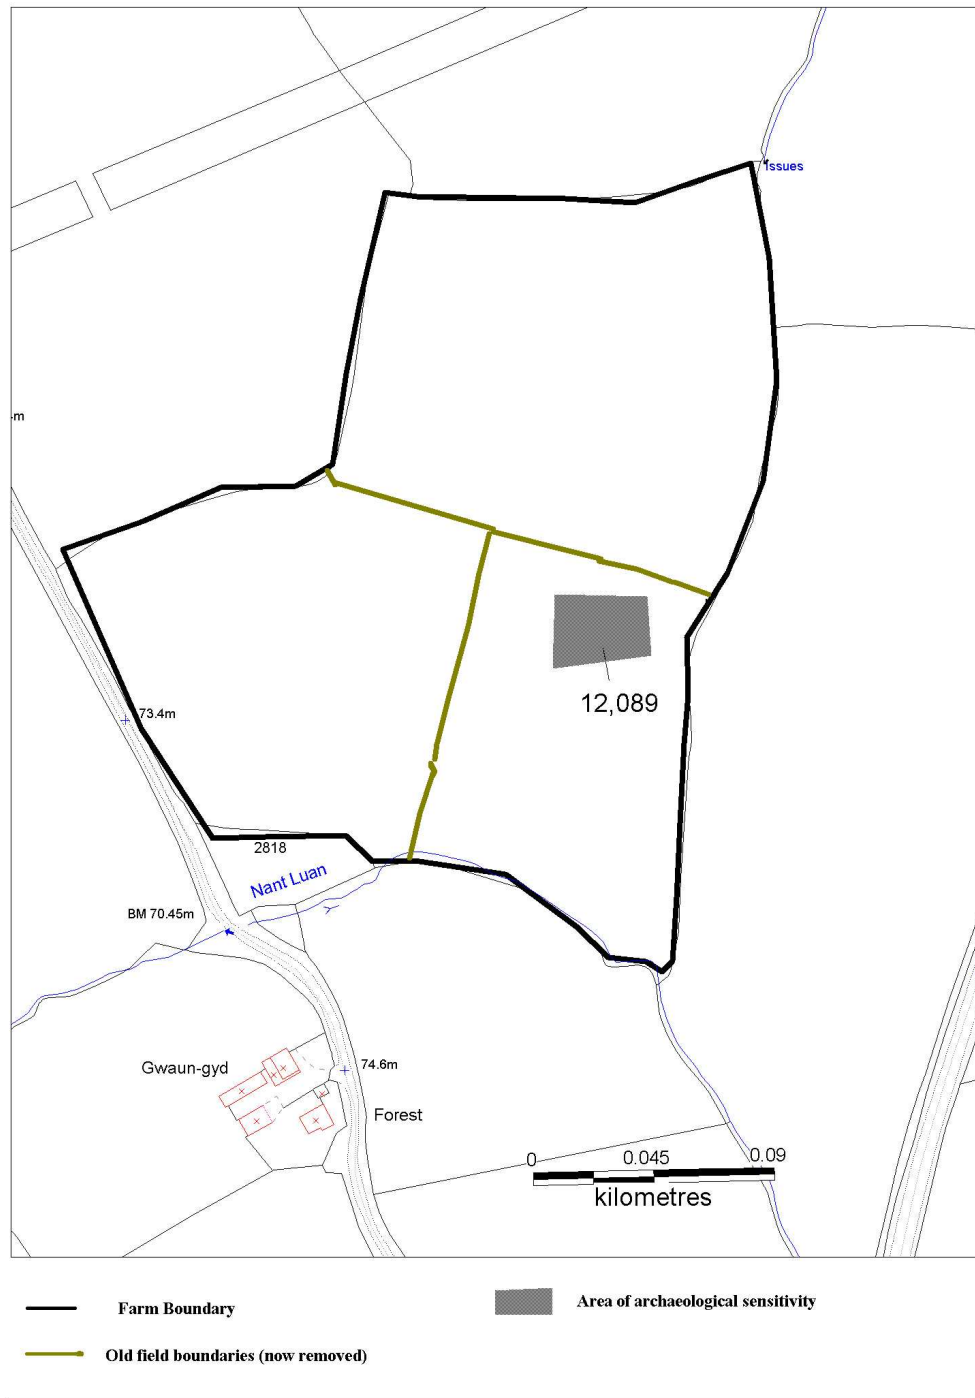 Issues
-m
12,089
73.4m
2818
Nant Luan
BM 70.45m
Gwaun-gyd
74.6m
Forest
0 0.045 0.09
kilometres
Farm Boundary
Area of archaeological sensitivity
Old field boundaries (now removed)